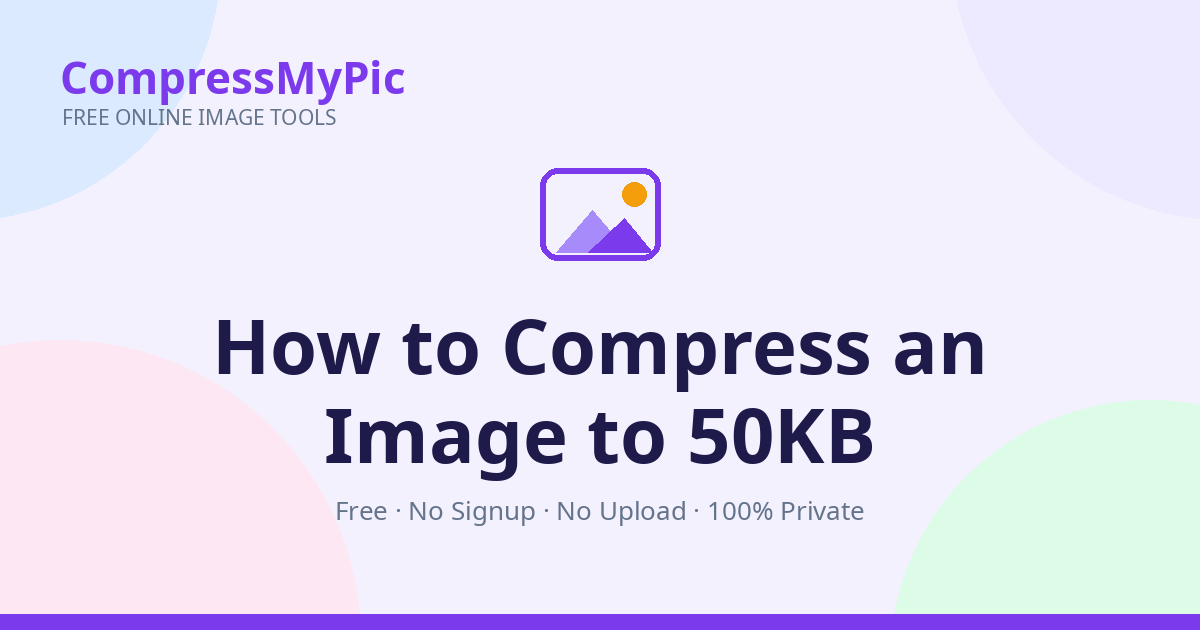 CompressMyPic
FREE ONLINE IMAGE TOOLS
How to Compress an
Image to 50KB
Free · No Signup · No Upload · 100% Private